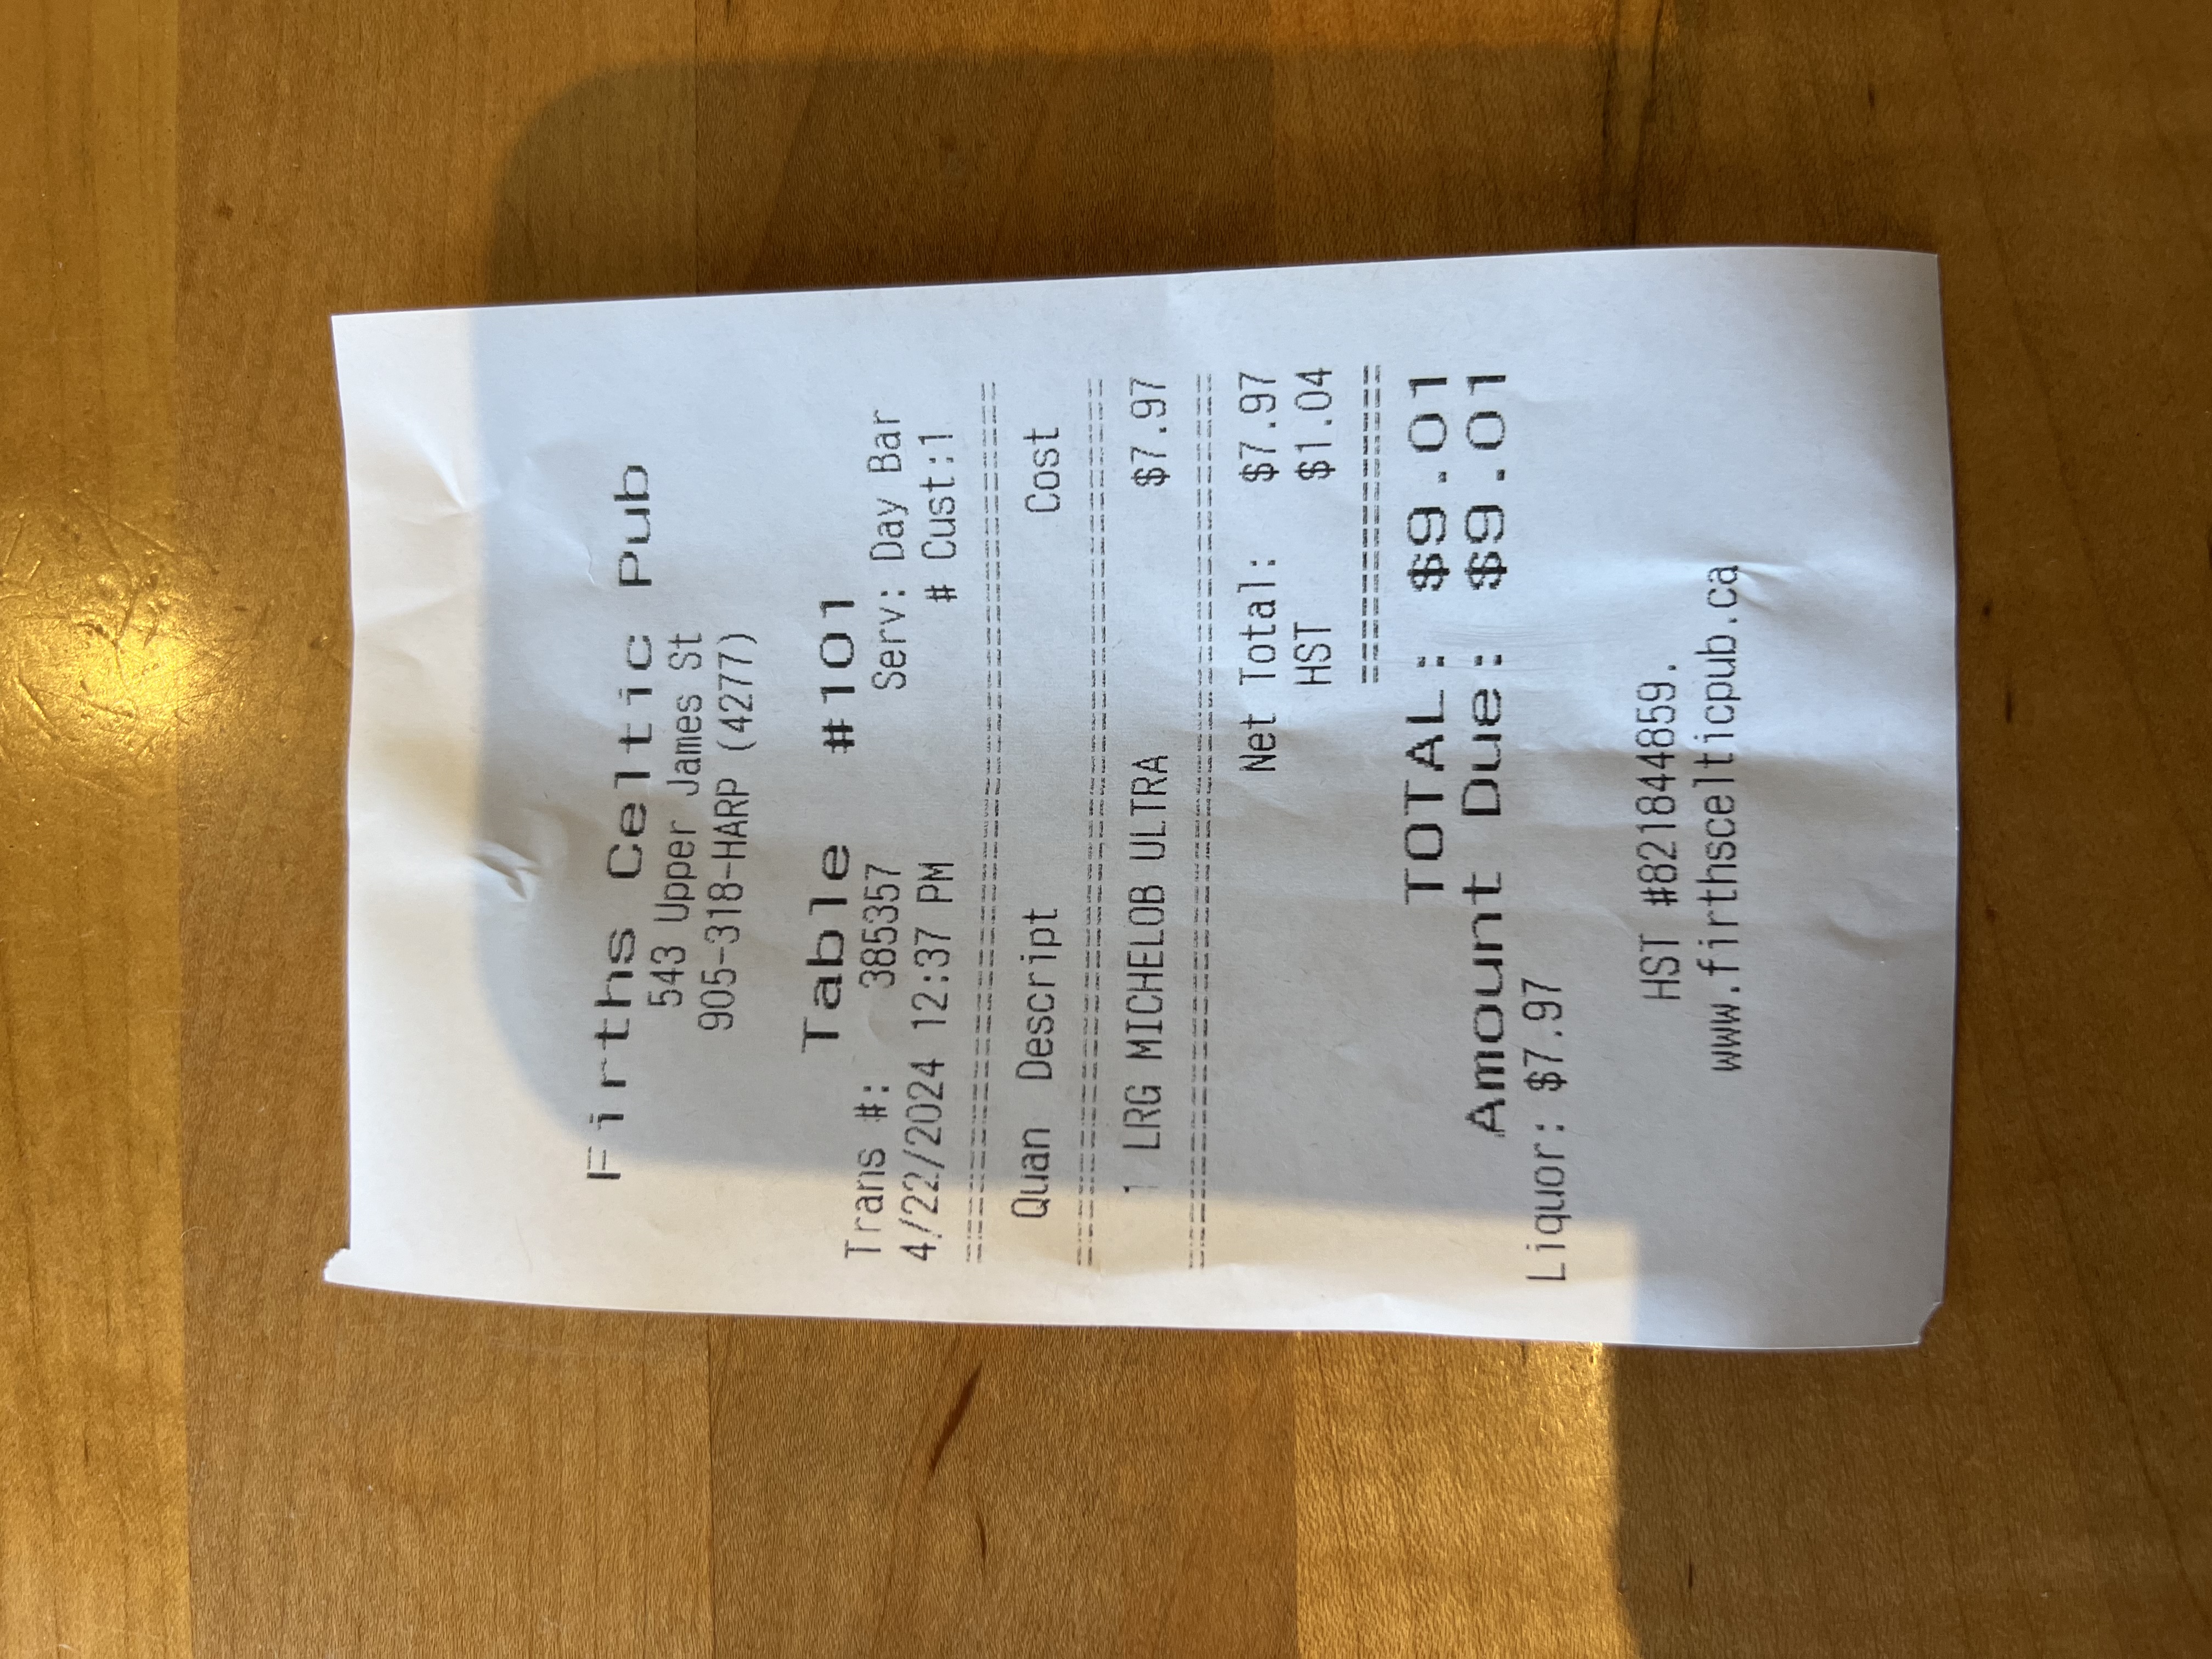 Firths Celtic Pub
543 Upper James St
905-318-HARP (4277)
Table #101
Trans #: 385357 Serv: Day Bar
4/22/2024 12:37 PM # Cust:1
Quan Descript Cost
1 LRG MICHELOB ULTRA $7.97
Net Total: $7.97
HST $1.04
TOTAL: $9.01
Amount Due: $9.01
Liquor: $7.97
HST #821844859.
www.firthscelticpub.ca